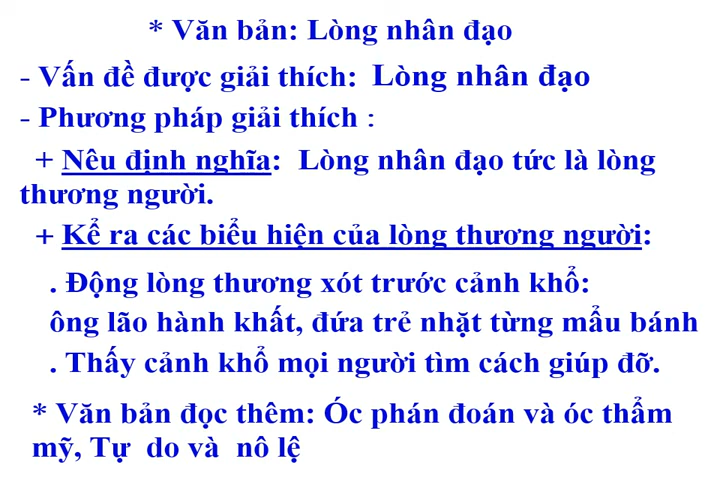 * Văn bản: Lòng nhân đạo
- Vấn đề được giải thích: Lòng nhân đạo
- Phương pháp giải thích :
+ Nêu định nghĩa: Lòng nhân đạo tức là lòng
thương người.
+ Kể ra các biểu hiện của lòng thương người:
. Động lòng thương xót trước cảnh khổ:
ông lão hành khất, đứa trẻ nhặt từng mẩu bánh
. Thấy cảnh khổ mọi người tìm cách giúp đỡ.
* Văn bản đọc thêm: Óc phán đoán và óc thẩm
mỹ, Tự do và nô lệ